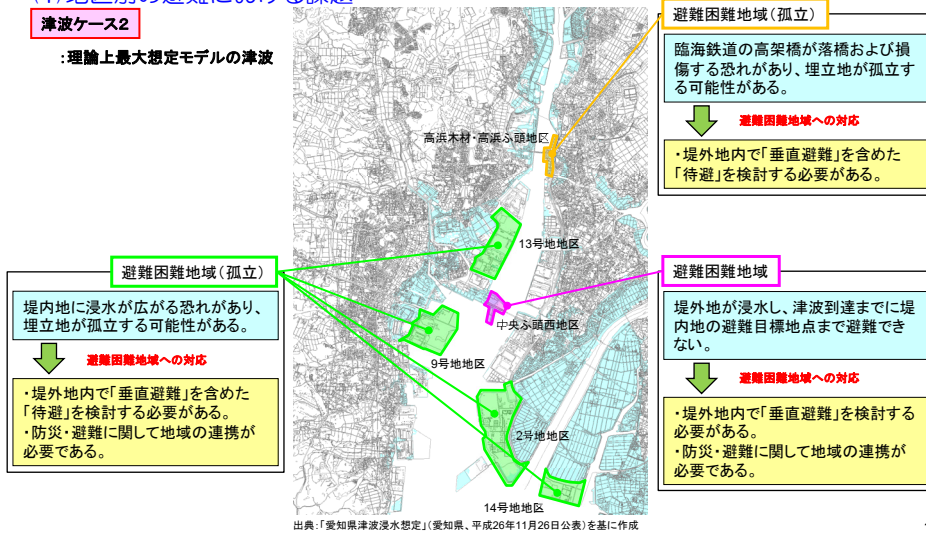 (4)地区別の避難における課題
津波ケース2
：理論上最大想定モデルの津波
避難困難地域（孤立）
臨海鉄道の高架橋が落橋および損
傷する恐れがあり、埋立地が孤立す
る可能性がある。
避難困難地域への対応
・堤外地内で「垂直避難」を含めた
「待避」を検討する必要がある。
高浜木材・高浜ふ頭地区
13号地地区
中央ふ頭西地区
9号地地区
2号地地区
14号地地区
避難困難地域（孤立）
堤内地に浸水が広がる恐れがあり、
埋立地が孤立する可能性がある。
避難困難地域への対応
・堤外地内で「垂直避難」を含めた
「待避」を検討する必要がある。
・防災・避難に関して地域の連携が
必要である。
避難困難地域
堤外地が浸水し、津波到達までに堤
内地の避難目標地点まで避難でき
ない。
避難困難地域への対応
・堤外地内で「垂直避難」を検討する
必要がある。
・防災・避難に関して地域の連携が
必要である。
出典：「愛知県津波浸水想定」（愛知県、平成26年11月26日公表）を基に作成